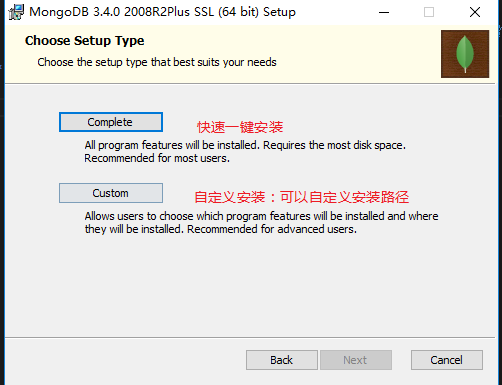 MongoDB 3.4.0 2008R2Plus SSL (64 bit) Setup
Choose Setup Type
Choose the setup type that best suits your needs
Complete
快速一键安装
All program features will be installed. Requires the most disk space.
Recommended for most users.
Custom
自定义安装：可以自定义安装路径
Allows users to choose which program features will be installed and where
they will be installed. Recommended for advanced users.
Back
Next
Cancel